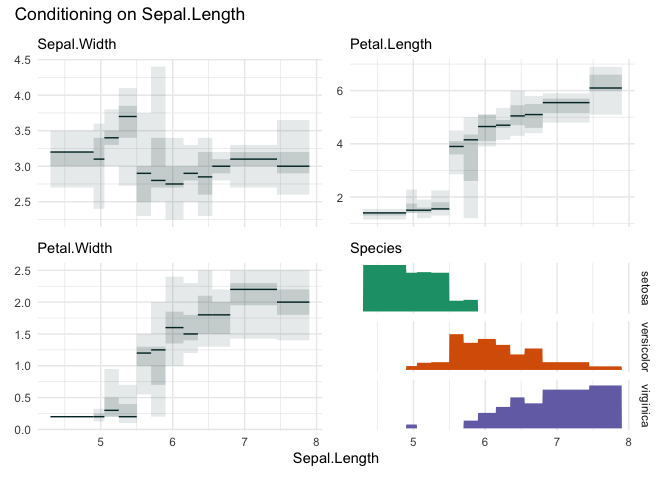 Conditioning on Sepal.Length
Sepal.Width
4.5
4.0
3.5
3.0
2.5
Petal.Length
6
4
2
Petal.Width
2.5
2.0
1.5
1.0
0.5
0.0
5 6 7 8
Species
setosa
versicolor
virginica
5 6 7 8
Sepal.Length